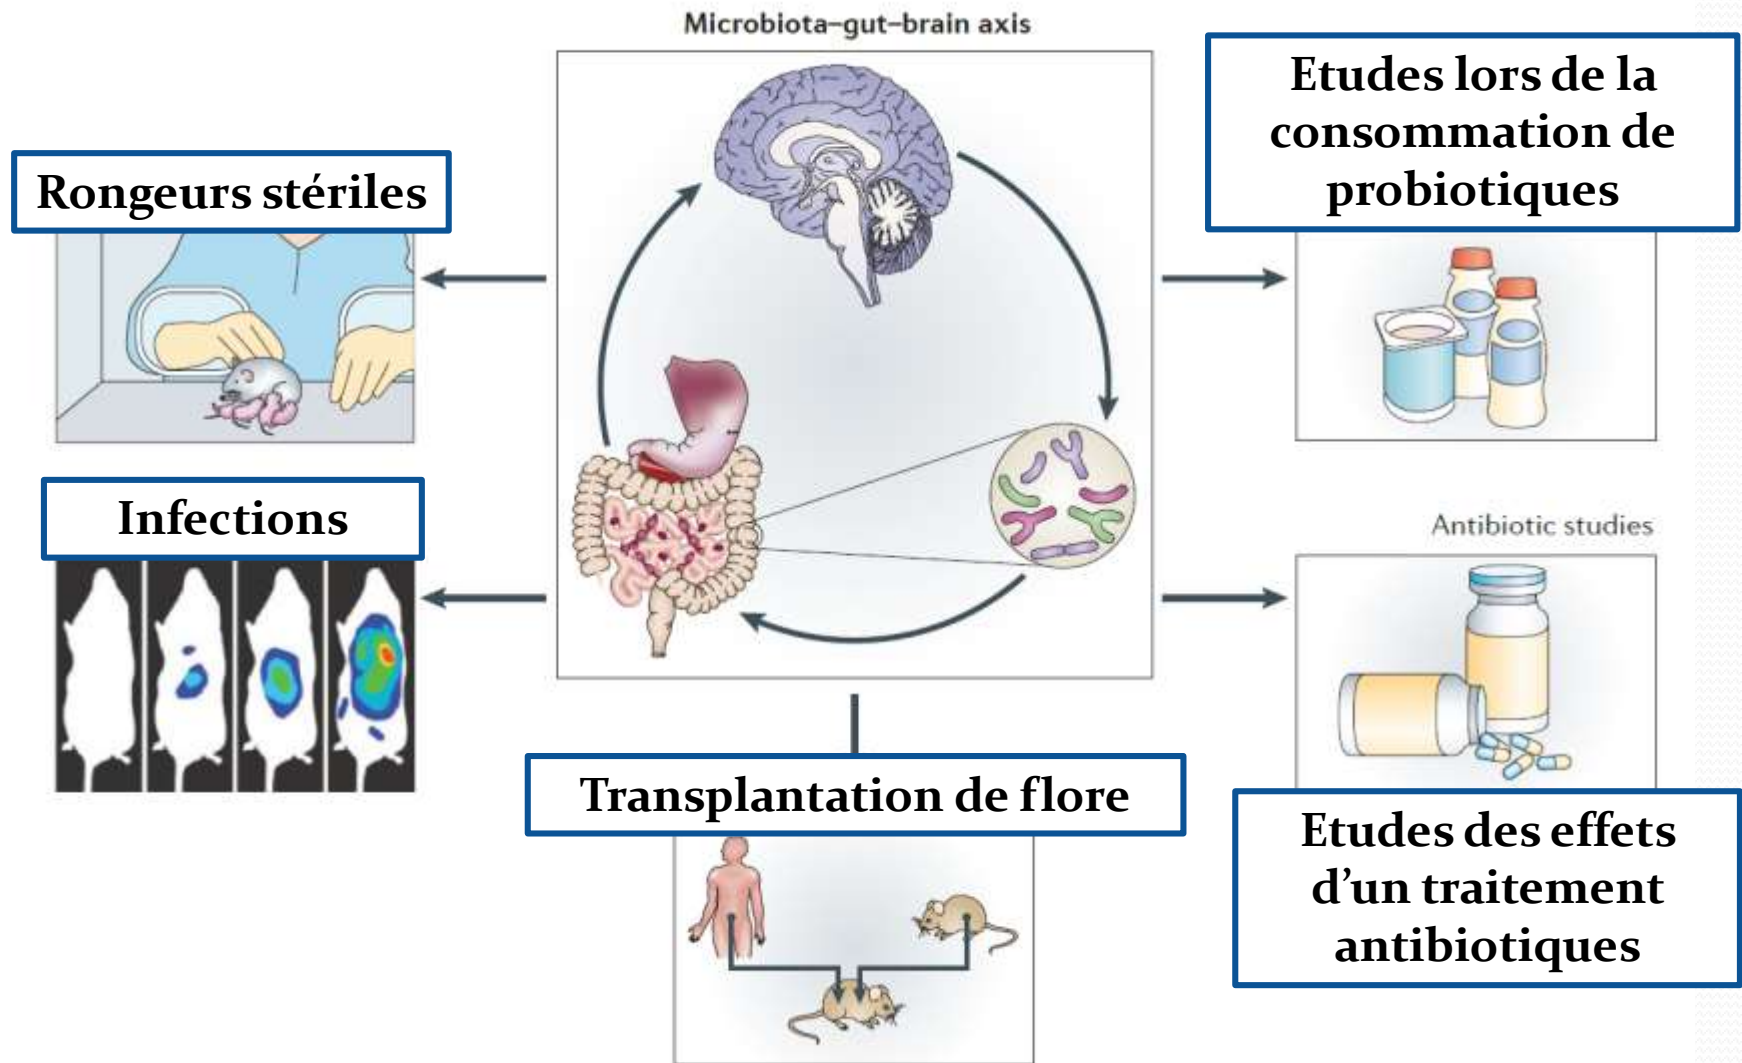 Microbiota–gut–brain axis
Etudes lors de la
consommation de
probiotiques
Rongeurs stériles
Infections
Antibiotic studies
Transplantation de flore
Etudes des effets
d’un traitement
antibiotiques